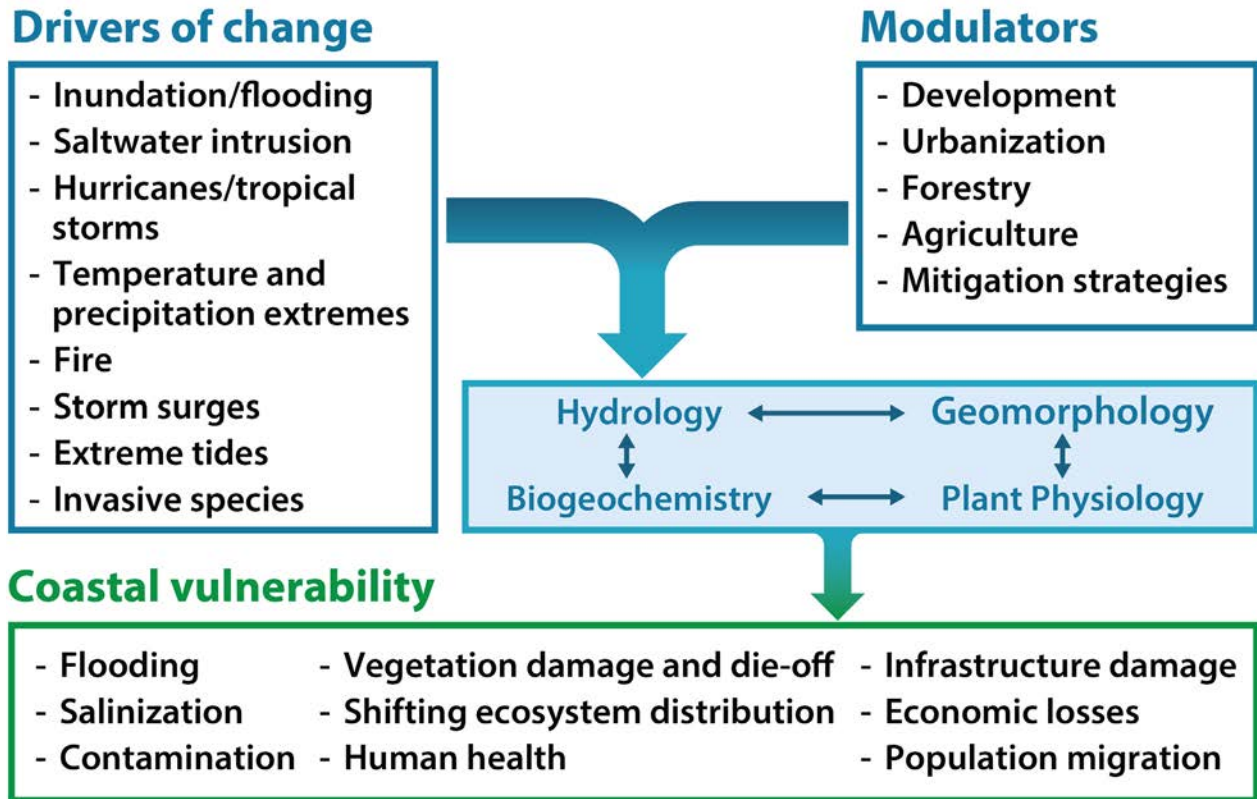 Drivers of change
- Inundation/flooding
- Saltwater intrusion
- Hurricanes/tropical
storms
- Temperature and
precipitation extremes
- Fire
- Storm surges
- Extreme tides
- Invasive species
Modulators
- Development
- Urbanization
- Forestry
- Agriculture
- Mitigation strategies
Hydrology
Geomorphology
Biogeochemistry
Plant Physiology
Coastal vulnerability
- Flooding
- Salinization
- Contamination
- Vegetation damage and die-off
- Shifting ecosystem distribution
- Human health
- Infrastructure damage
- Economic losses
- Population migration